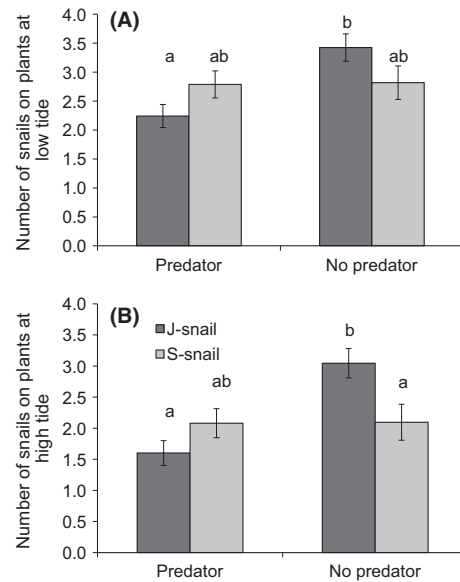 (A)
Number of snails on plants at
low tide
4.0
3.5
3.0
2.5
2.0
1.5
1.0
0.5
0.0
a
ab
b
ab
Predator
No predator
(B)
Number of snails on plants at
high tide
4.0
3.5
3.0
2.5
2.0
1.5
1.0
0.5
0.0
J-snail
S-snail
a
ab
b
a
Predator
No predator